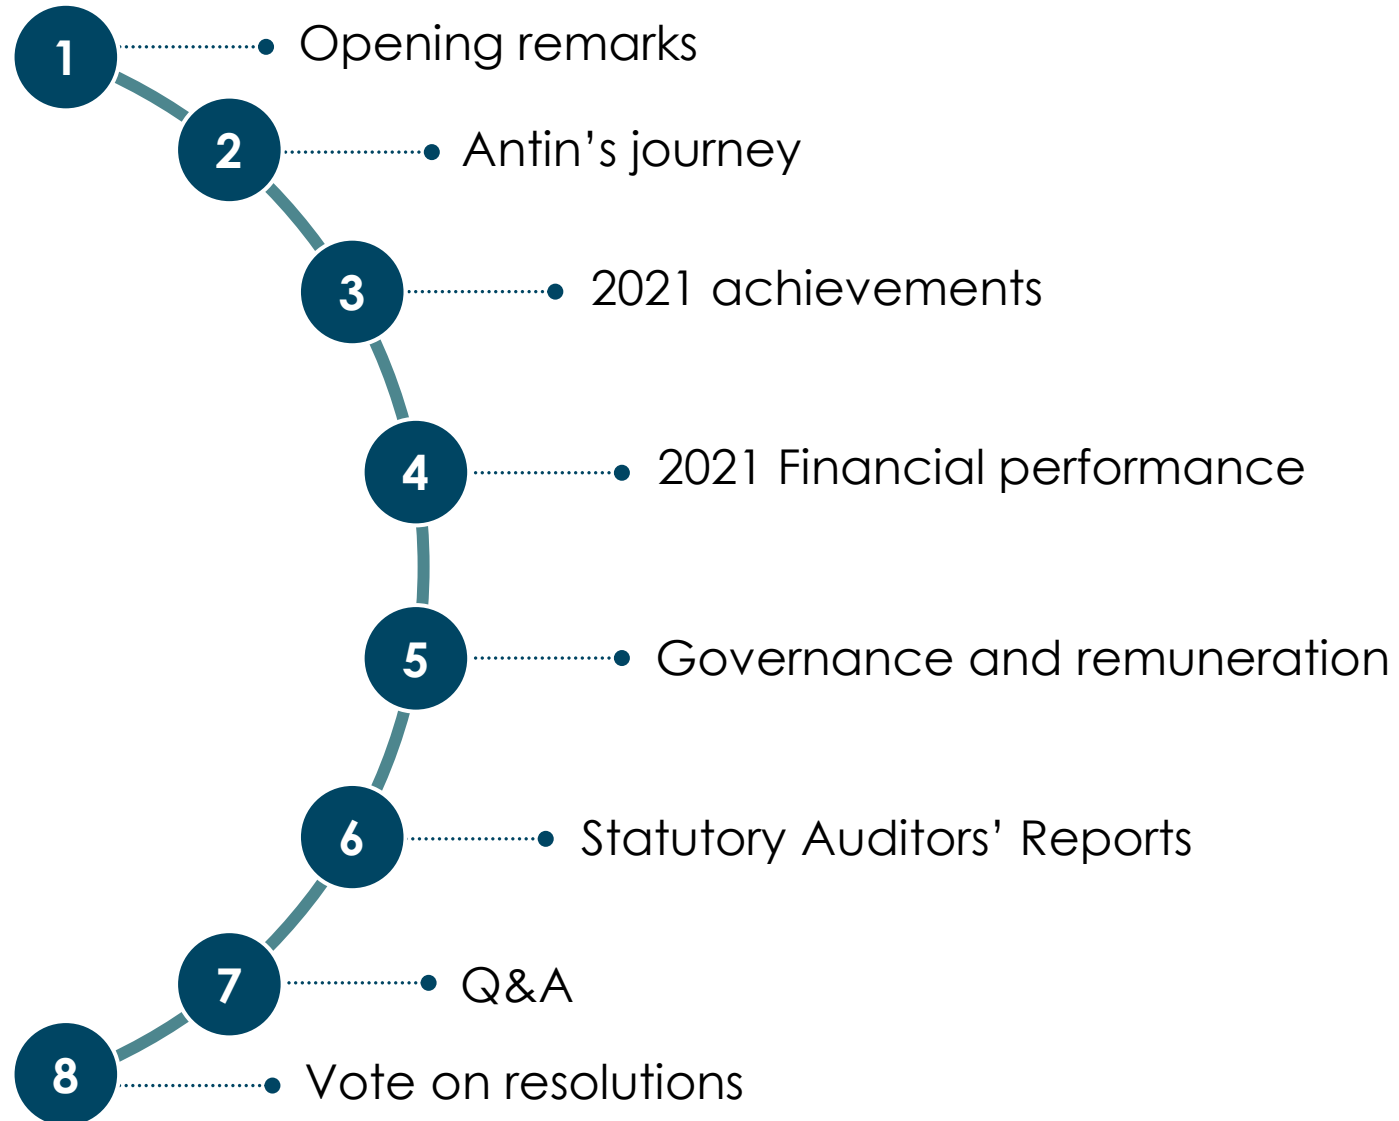 1 Opening remarks
2 Antin’s journey
3 2021 achievements
4 2021 Financial performance
5 Governance and remuneration
6 Statutory Auditors’ Reports
7 Q&A
8 Vote on resolutions